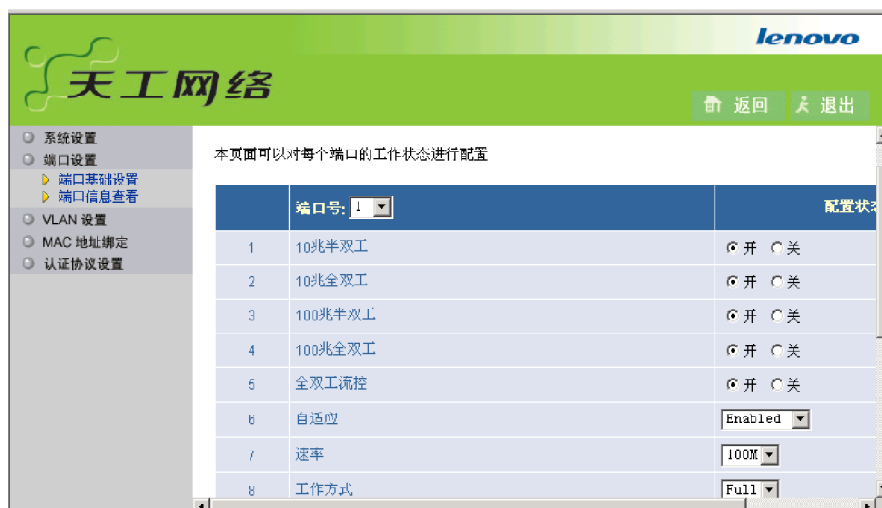 lenovo
天工网络
返回 退出
系统设置
端口设置
端口基础设置
端口信息查看
VLAN 设置
MAC 地址绑定
认证协议设置
本页面可以对每个端口的工作状态进行配置
端口号: 1 配置状
1 10兆半双工 开 关
2 10兆全双工 开 关
3 100兆半双工 开 关
4 100兆全双工 开 关
5 全双工流控 开 关
6 自适应 Enabled
7 速率 100M
8 工作方式 Full